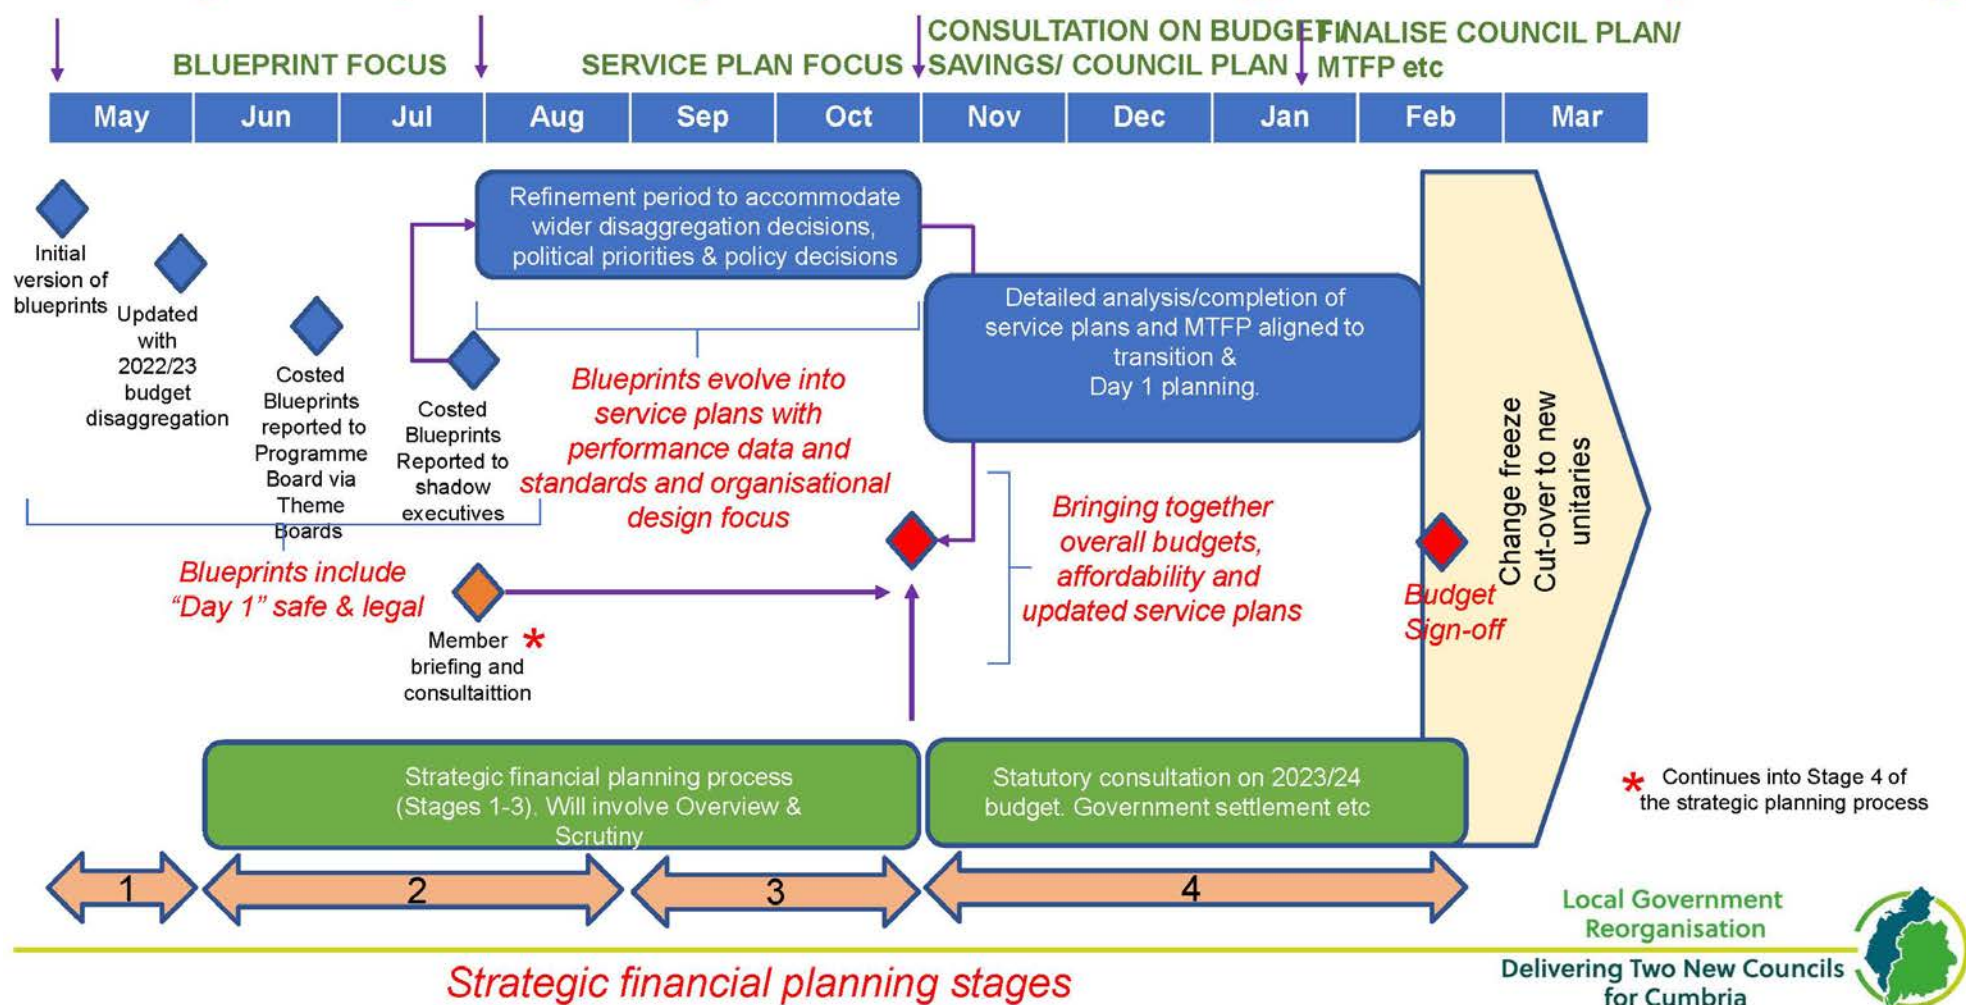 BLUEPRINT FOCUS
SERVICE PLAN FOCUS
CONSULTATION ON BUDGET/
SAVINGS/ COUNCIL PLAN
FINALISE COUNCIL PLAN/
MTFP etc
May
Jun
Jul
Aug
Sep
Oct
Nov
Dec
Jan
Feb
Mar
Initial
version of
blueprints
Updated
with
2022/23
budget
disaggregation
Costed
Blueprints
reported to
Programme
Board via
Theme
Boards
Costed
Blueprints
Reported to
shadow
executives
Refinement period to accommodate
wider disaggregation decisions,
political priorities & policy decisions
Detailed analysis/completion of
service plans and MTFP aligned to
transition &
Day 1 planning.
Blueprints evolve into
service plans with
performance data and
standards and organisational
design focus
Blueprints include
“Day 1” safe & legal
Member *
briefing and
consultaittion
Bringing together
overall budgets,
affordability and
updated service plans
Budget
Sign-off
Change freeze
Cut-over to new
unitaries
Strategic financial planning process
(Stages 1-3). Will involve Overview &
Scrutiny
Statutory consultation on 2023/24
budget. Government settlement etc
* Continues into Stage 4 of
the strategic planning process
1
2
3
4
Strategic financial planning stages
Local Government
Reorganisation
Delivering Two New Councils
for Cumbria